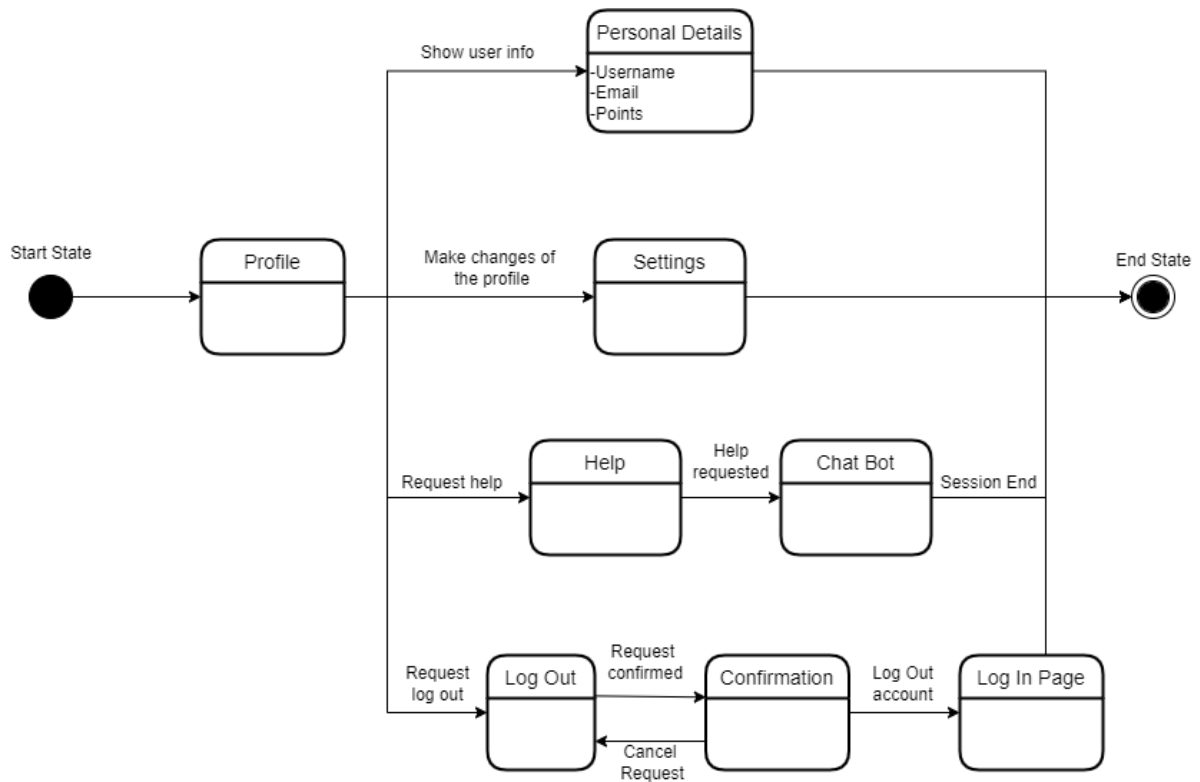 Personal Details
Show user info
-Username
-Email
-Points
Start State
Profile
Make changes of
the profile
Settings
End State
Request help
Help
Help
requested
Chat Bot
Session End
Request
log out
Log Out
Request
confirmed
Cancel
Request
Confirmation
Log Out
account
Log In Page